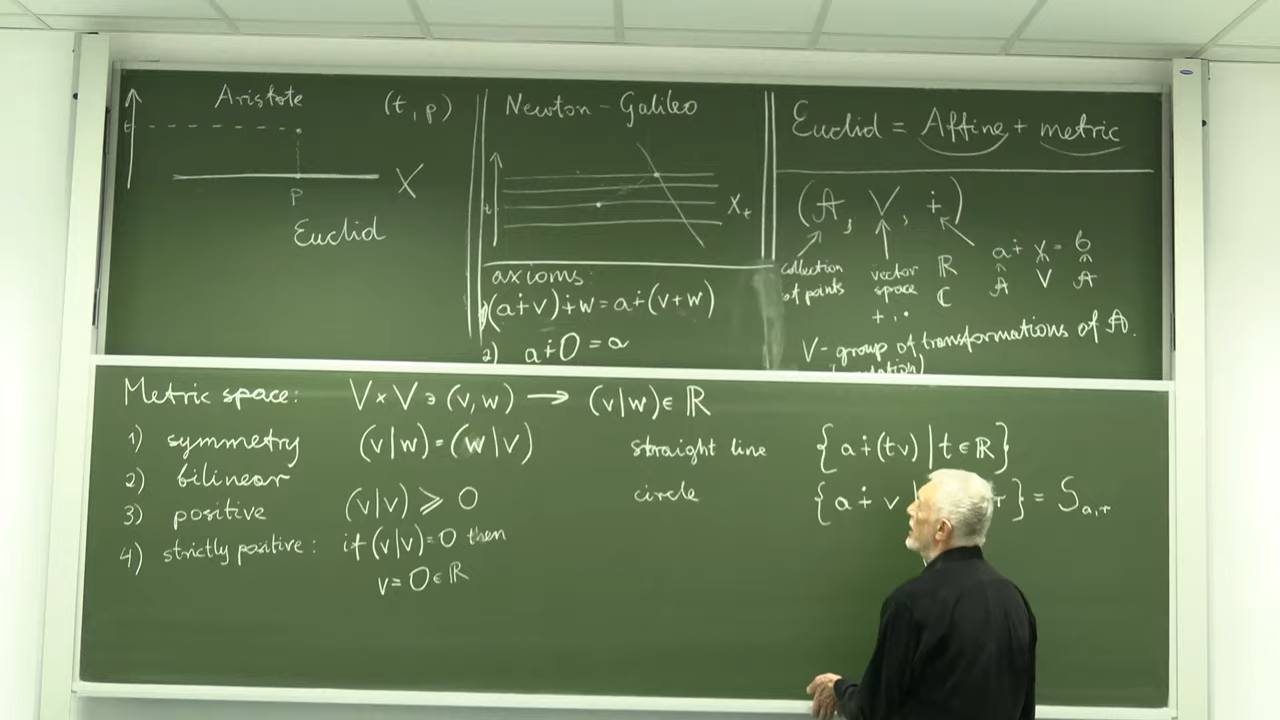 Aristote
(t, p)
t
p
X
Euclid
Newton - Galileo
t
X_t
axioms:
1) (a ∔ v) ∔ w = a ∔ (v + w)
2) a ∔ 0 = a
Euclid = Affine + metric
(A, V, ∔)
collection of points
vector space
+ , ·
ℝ
ℂ
a ∔ x = b
A V A
V - group of transformations of A.
Metric space: V × V ∋ (v, w) → (v|w) ∈ ℝ
1) symmetry (v|w) = (w|v)
2) bilinear
3) positive (v|v) ⩾ 0
4) strictly positive: if (v|v) = 0 then
v = 0 ∈ ℝ
straight line { a ∔ (tv) | t ∈ ℝ }
circle { a ∔ v | } = S_{a,r}